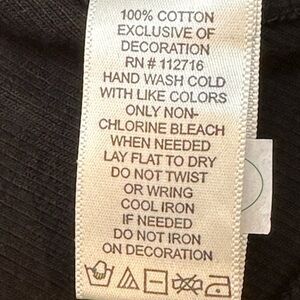 100% COTTON
EXCLUSIVE OF
DECORATION
RN # 112716
HAND WASH COLD
WITH LIKE COLORS
ONLY NON-
CHLORINE BLEACH
WHEN NEEDED
LAY FLAT TO DRY
DO NOT TWIST
OR WRING
COOL IRON
IF NEEDED
DO NOT IRON
ON DECORATION